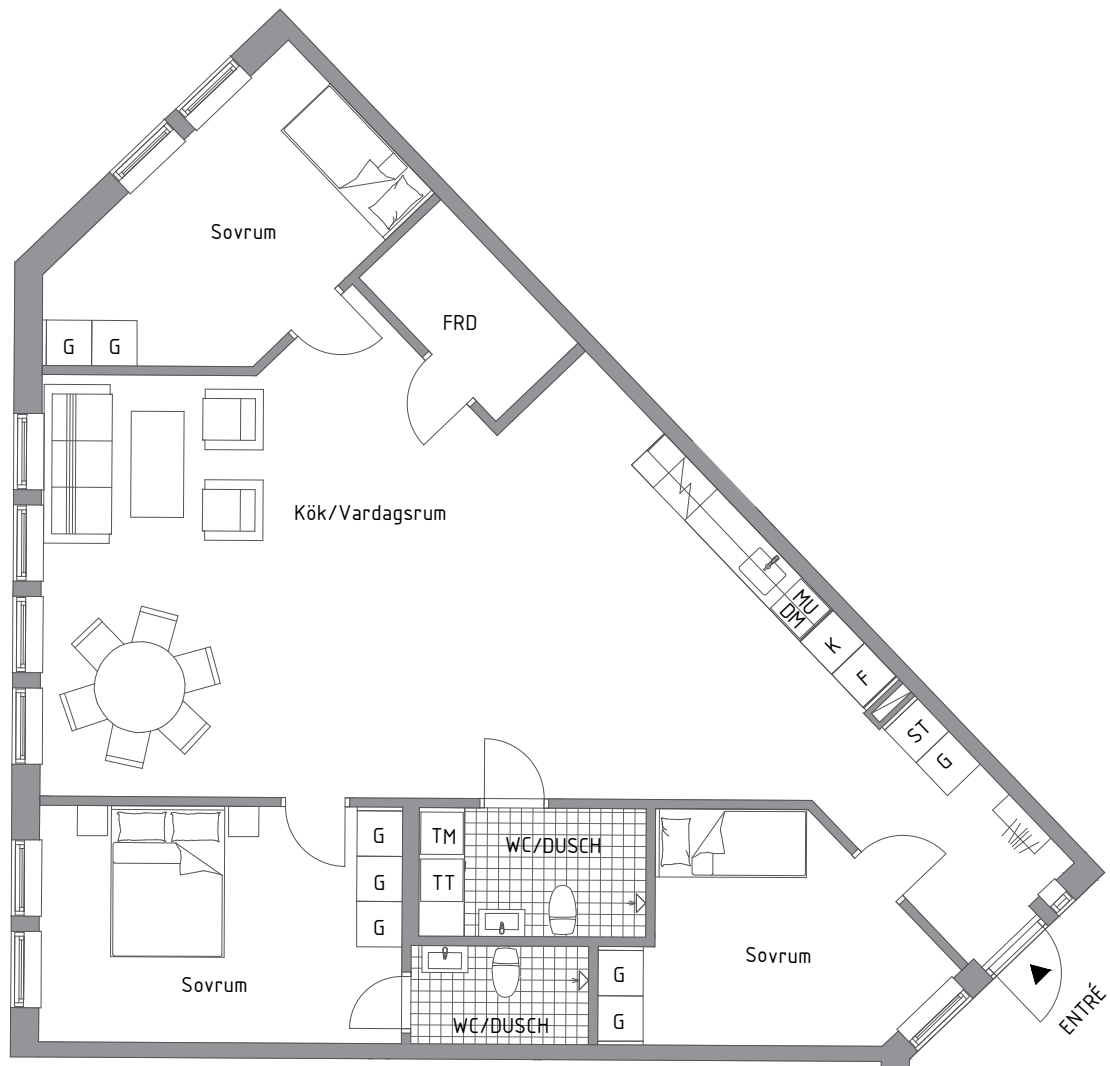 Sovrum
FRD
G G
Kök/Vardagsrum
MU
DM
K
F
ST
G
G
TM
WC/DUSCH
G
TT
G
Sovrum
G
Sovrum
G
WC/DUSCH
ENTRÉ